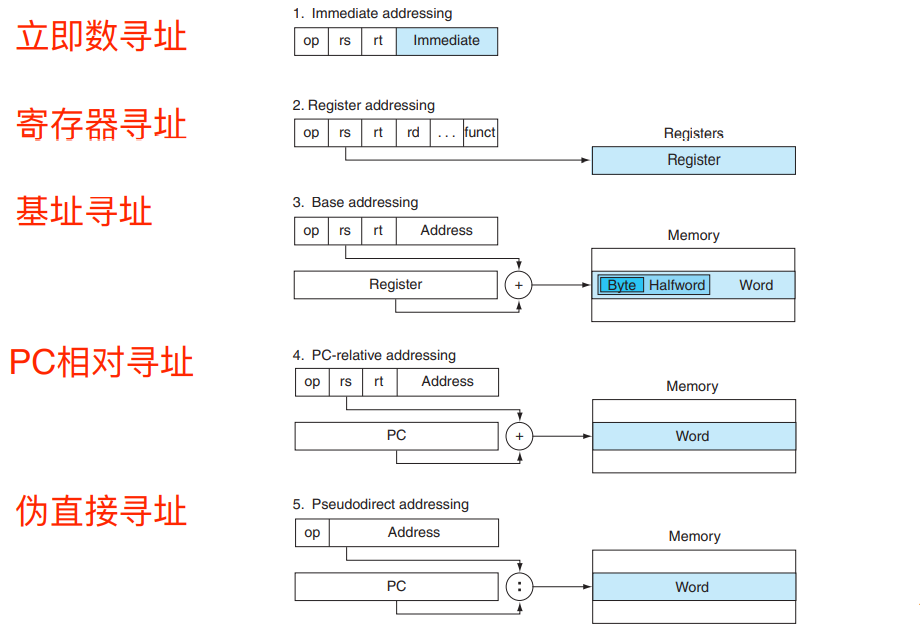 立即数寻址
1. Immediate addressing
op rs rt Immediate
寄存器寻址
2. Register addressing
op rs rt rd ... funct
Registers
Register
基址寻址
3. Base addressing
op rs rt Address
Memory
Register + Byte Halfword Word
PC相对寻址
4. PC-relative addressing
op rs rt Address
Memory
PC + Word
伪直接寻址
5. Pseudodirect addressing
op Address
Memory
PC : Word